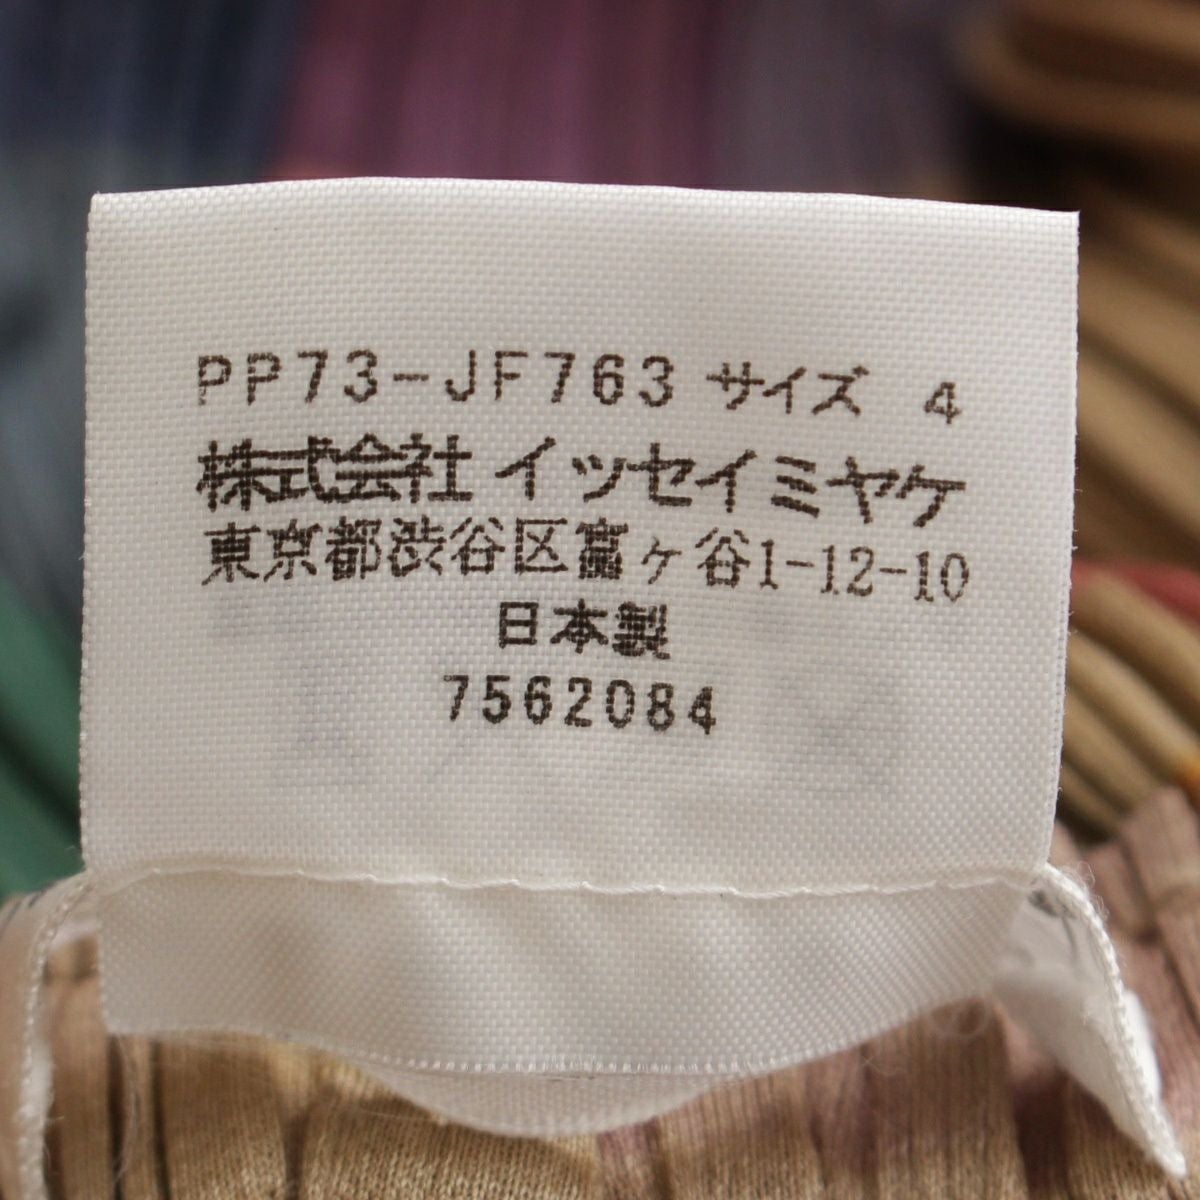 PP73-JF763 サイズ 4
株式会社 イッセイミヤケ
東京都渋谷区富ヶ谷1-12-10
日本製
7562084